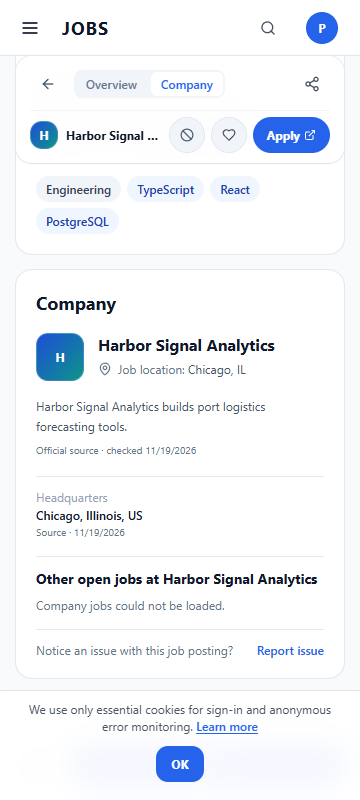 JOBS
P
Overview
Company
H
Harbor Signal ...
Apply
Engineering
TypeScript
React
PostgreSQL
Company
H
Harbor Signal Analytics
Job location: Chicago, IL
Harbor Signal Analytics builds port logistics
forecasting tools.
Official source · checked 11/19/2026
Headquarters
Chicago, Illinois, US
Source · 11/19/2026
Other open jobs at Harbor Signal Analytics
Company jobs could not be loaded.
Notice an issue with this job posting?
Report issue
We use only essential cookies for sign-in and anonymous
error monitoring. Learn more
OK